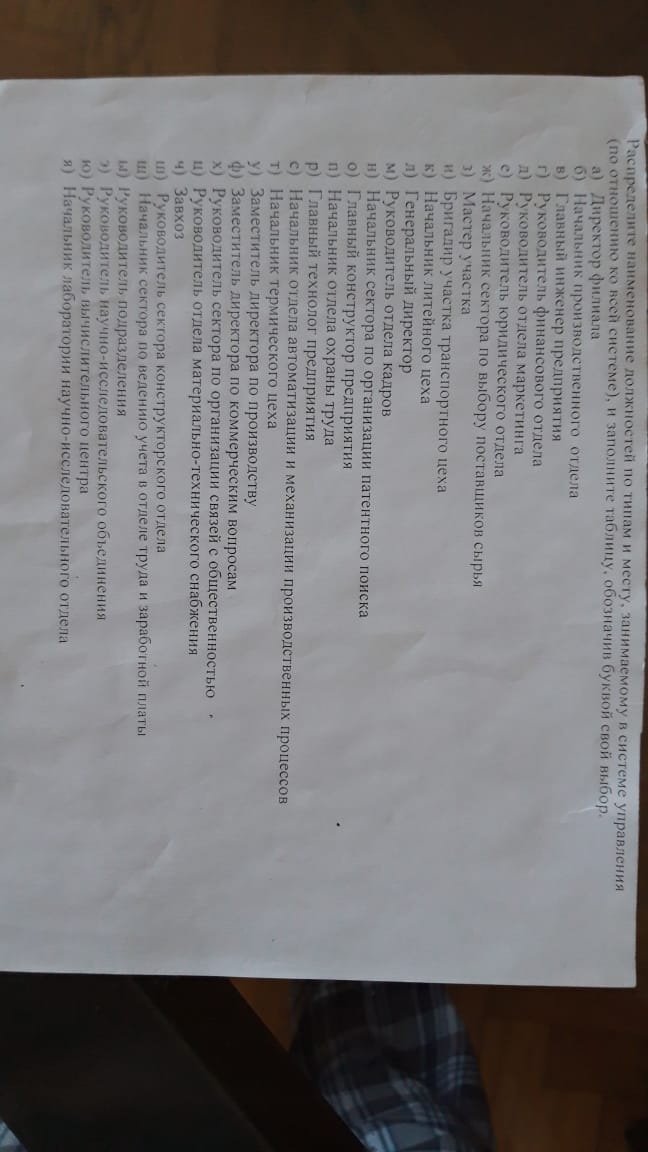 Распределите наименование должностей по типам и месту, занимаемому в системе управления
(по отношению ко всей системе), и заполните таблицу, обозначив буквой свой выбор.
а) Директор филиала
б) Начальник производственного отдела
в) Главный инженер предприятия
г) Руководитель финансового отдела
д) Руководитель отдела маркетинга
е) Руководитель юридического отдела
ж) Начальник сектора по выбору поставщиков сырья
з) Мастер участка
и) Бригадир участка транспортного цеха
к) Начальник литейного цеха
л) Генеральный директор
м) Руководитель отдела кадров
н) Начальник сектора по организации патентного поиска
о) Главный конструктор предприятия
п) Начальник отдела охраны труда
р) Главный технолог предприятия
с) Начальник отдела автоматизации и механизации производственных процессов
т) Начальник термического цеха
у) Заместитель директора по производству
ф) Заместитель директора по коммерческим вопросам
х) Руководитель сектора по организации связей с общественностью
ц) Руководитель отдела материально-технического снабжения
ч) Завхоз
ш) Руководитель сектора конструкторского отдела
щ) Начальник сектора по ведению учета в отделе труда и заработной платы
ы) Руководитель подразделения
э) Руководитель научно-исследовательского объединения
ю) Руководитель вычислительного центра
я) Начальник лаборатории научно-исследовательского отдела